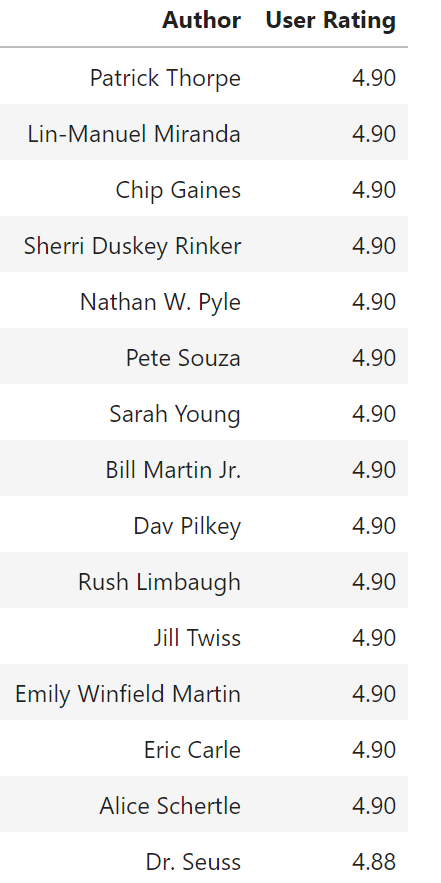 Author User Rating
Patrick Thorpe 4.90
Lin-Manuel Miranda 4.90
Chip Gaines 4.90
Sherri Duskey Rinker 4.90
Nathan W. Pyle 4.90
Pete Souza 4.90
Sarah Young 4.90
Bill Martin Jr. 4.90
Dav Pilkey 4.90
Rush Limbaugh 4.90
Jill Twiss 4.90
Emily Winfield Martin 4.90
Eric Carle 4.90
Alice Schertle 4.90
Dr. Seuss 4.88